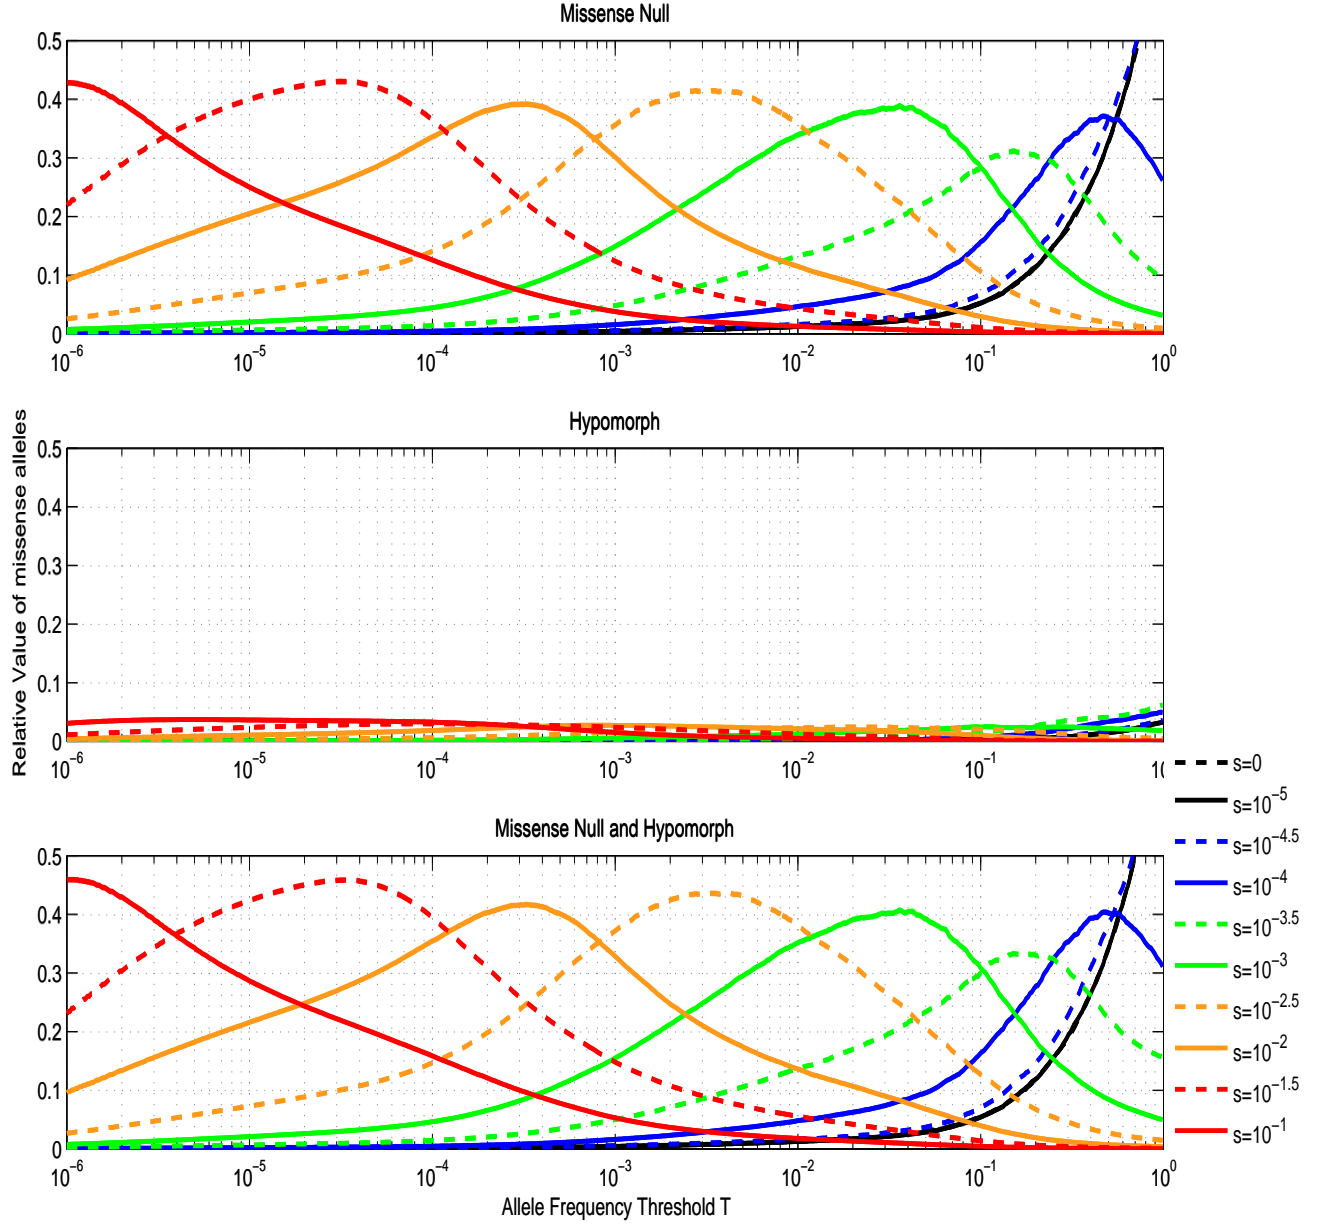 Missense Null
0.5
0.4
0.3
0.2
0.1
0
10⁻⁶ 10⁻⁵ 10⁻⁴ 10⁻³ 10⁻² 10⁻¹ 10⁰
Relative Value of missense alleles
Hypomorph
0.5
0.4
0.3
0.2
0.1
0
10⁻⁶ 10⁻⁵ 10⁻⁴ 10⁻³ 10⁻² 10⁻¹ 10
Missense Null and Hypomorph
0.5
0.4
0.3
0.2
0.1
0
10⁻⁶ 10⁻⁵ 10⁻⁴ 10⁻³ 10⁻² 10⁻¹ 10⁰
Allele Frequency Threshold T
s=0
s=10⁻⁵
s=10⁻⁴·⁵
s=10⁻⁴
s=10⁻³·⁵
s=10⁻³
s=10⁻²·⁵
s=10⁻²
s=10⁻¹·⁵
s=10⁻¹